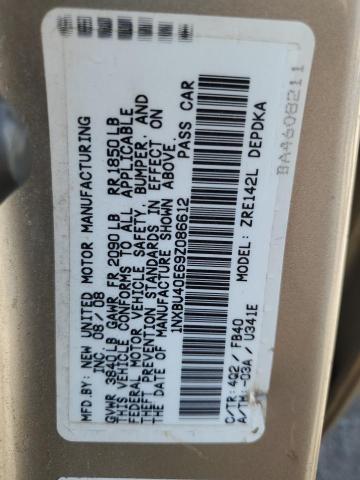 MFD.BY: NEW UNITED MOTOR MANUFACTURING
INC 08/08
GVWR 3840LB GAWR FR 2090LB RR1850LB
THIS VEHICLE CONFORMS TO ALL APPLICABLE
FEDERAL MOTOR VEHICLE SAFETY, BUMPER, AND
THEFT PREVENTION STANDARDS IN EFFECT ON
THE DATE OF MANUFACTURE SHOWN ABOVE.
1NXBU40E69Z086612 PASS CAR
C/TR: 4Q2 / FB40 MODEL: ZRE142L DEPDKA
A/TM: -03A / U341E
BA4608211